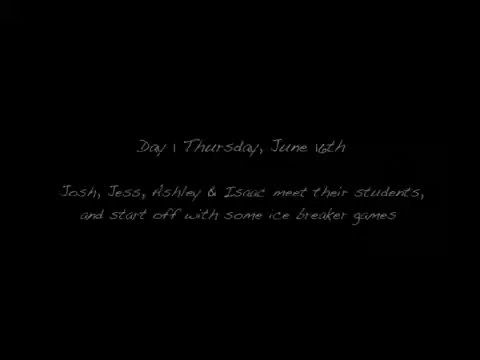 Day 1 Thursday, June 16th
Josh, Jess, Ashley & Isaac meet their students,
and start off with some ice breaker games